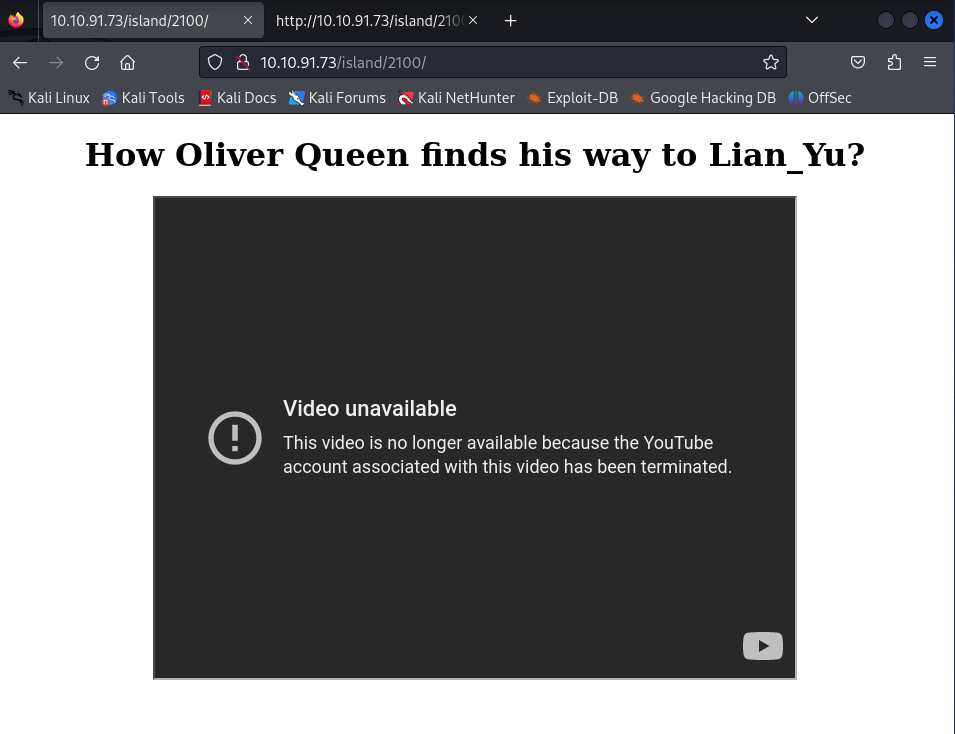 10.10.91.73/island/2100/
http://10.10.91.73/island/210
10.10.91.73/island/2100/
Kali Linux Kali Tools Kali Docs Kali Forums Kali NetHunter Exploit-DB Google Hacking DB OffSec
How Oliver Queen finds his way to Lian_Yu?
Video unavailable
This video is no longer available because the YouTube
account associated with this video has been terminated.